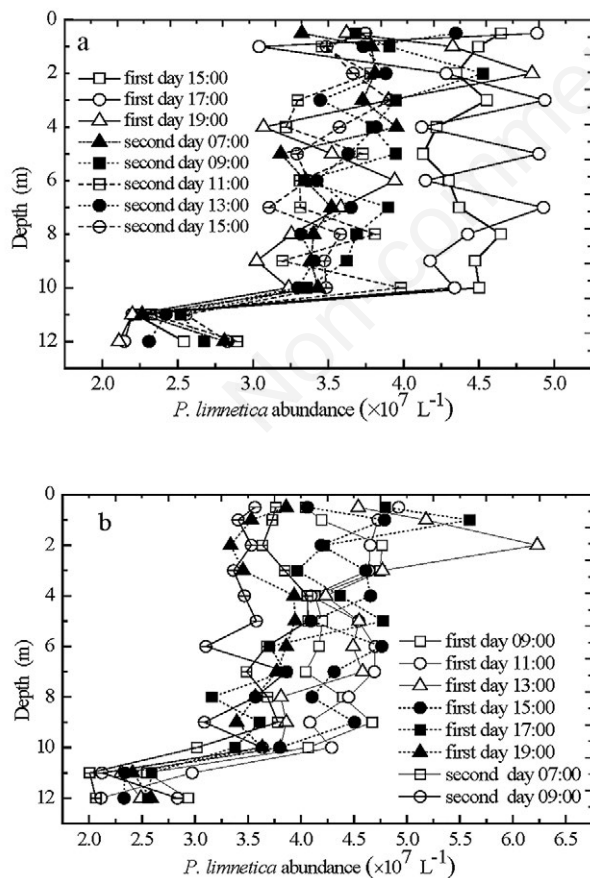 a
0
2
4
6
8
10
12
Depth (m)
first day 15:00
first day 17:00
first day 19:00
second day 07:00
second day 09:00
second day 11:00
second day 13:00
second day 15:00
2.0 2.5 3.0 3.5 4.0 4.5 5.0
P. limnetica abundance (×10⁷ L⁻¹)
b
0
2
4
6
8
10
12
Depth (m)
first day 09:00
first day 11:00
first day 13:00
first day 15:00
first day 17:00
first day 19:00
second day 07:00
second day 09:00
2.0 2.5 3.0 3.5 4.0 4.5 5.0 5.5 6.0 6.5
P. limnetica abundance (×10⁷ L⁻¹)